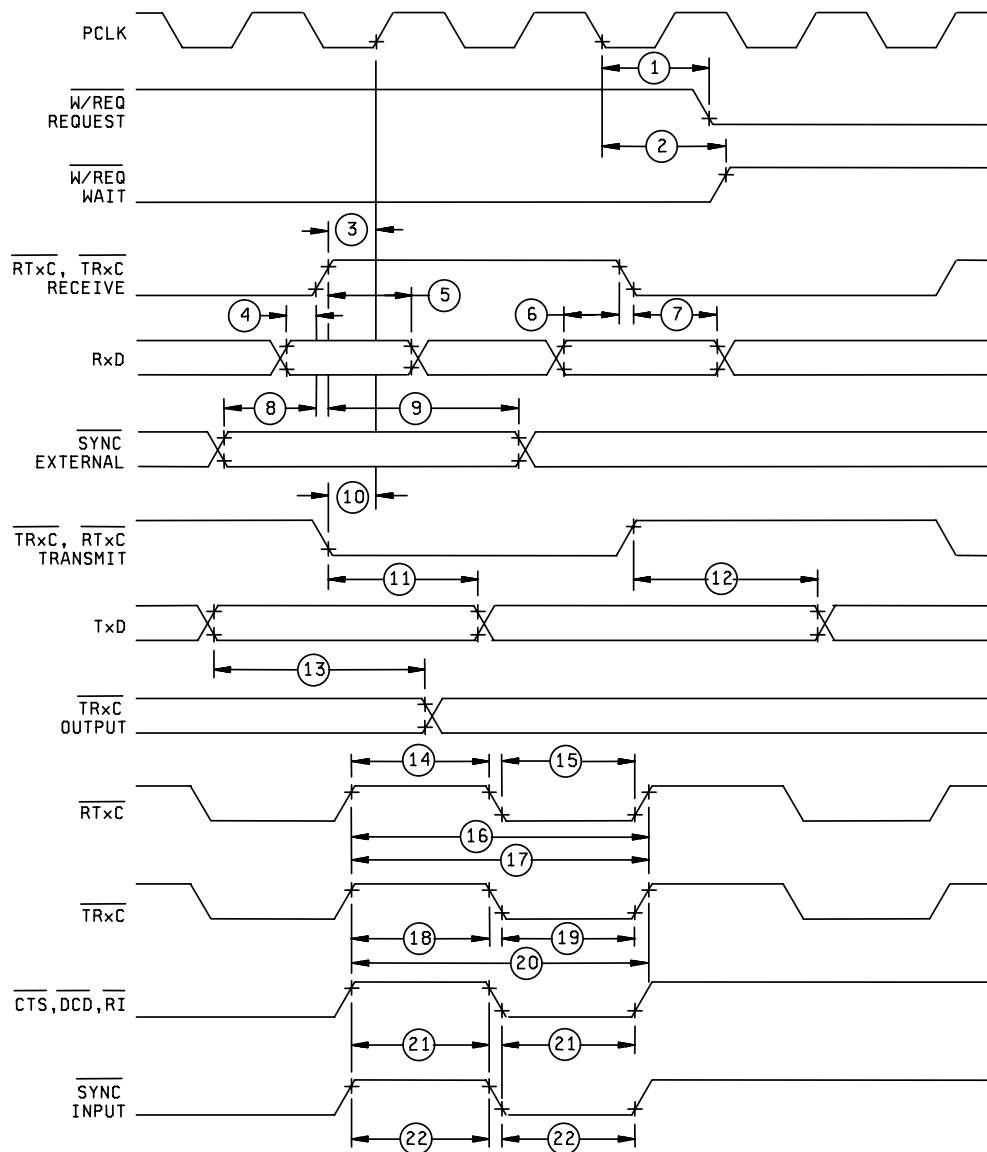 PCLK
1
W/REQ
REQUEST
2
W/REQ
WAIT
3
RTxC, TRxC
RECEIVE
5
4
6
7
RxD
8
9
SYNC
EXTERNAL
10
TRxC, RTxC
TRANSMIT
11
12
TxD
13
TRxC
OUTPUT
14
15
RTxC
16
17
TRxC
18
19
20
CTS,DCD,RI
21
21
SYNC
INPUT
22
22